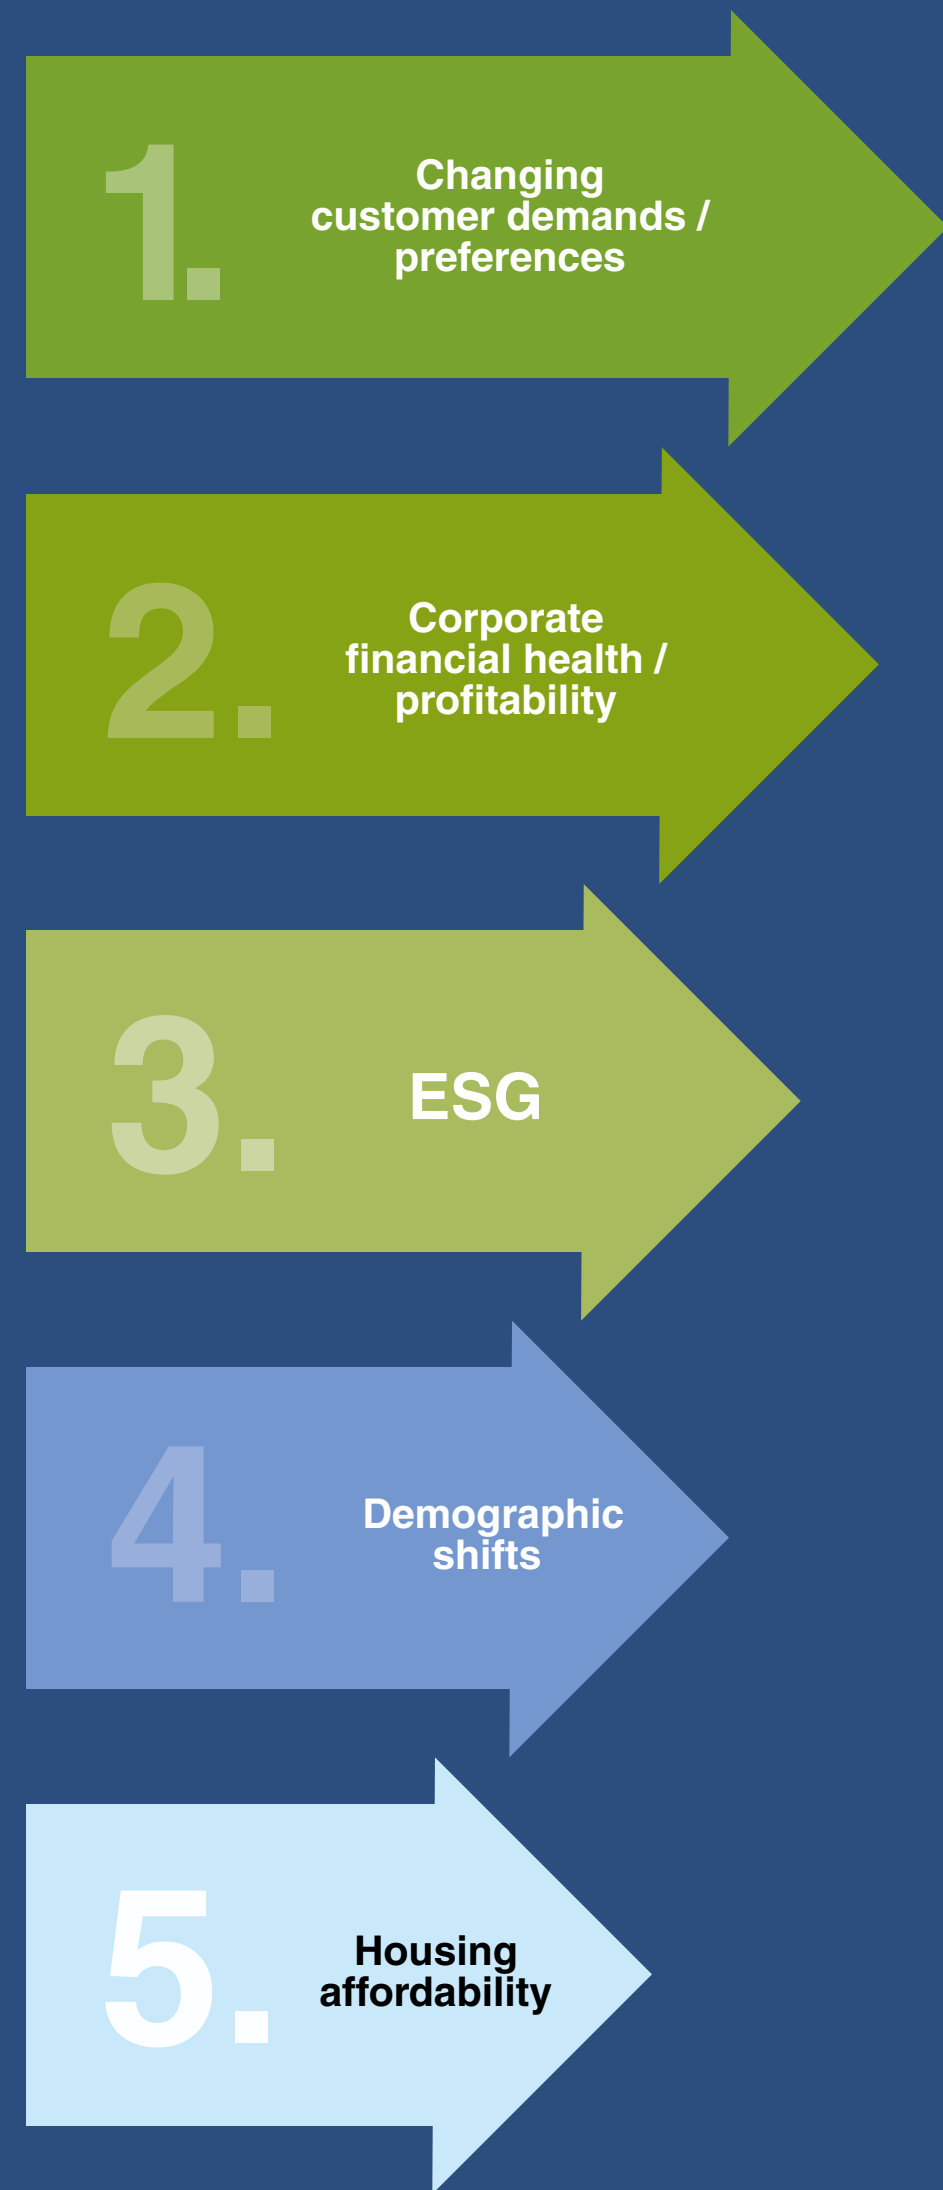 1.
Changing
customer demands /
preferences
2.
Corporate
financial health /
profitability
3.
ESG
4.
Demographic
shifts
5.
Housing
affordability